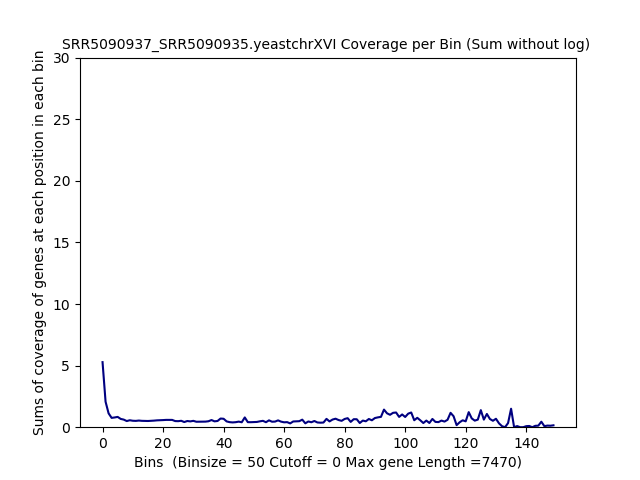 SRR5090937_SRR5090935.yeastchrXVI Coverage per Bin (Sum without log)
Sums of coverage of genes at each position in each bin
30
25
20
15
10
5
0
0 20 40 60 80 100 120 140
Bins  (Binsize = 50 Cutoff = 0 Max gene Length =7470)